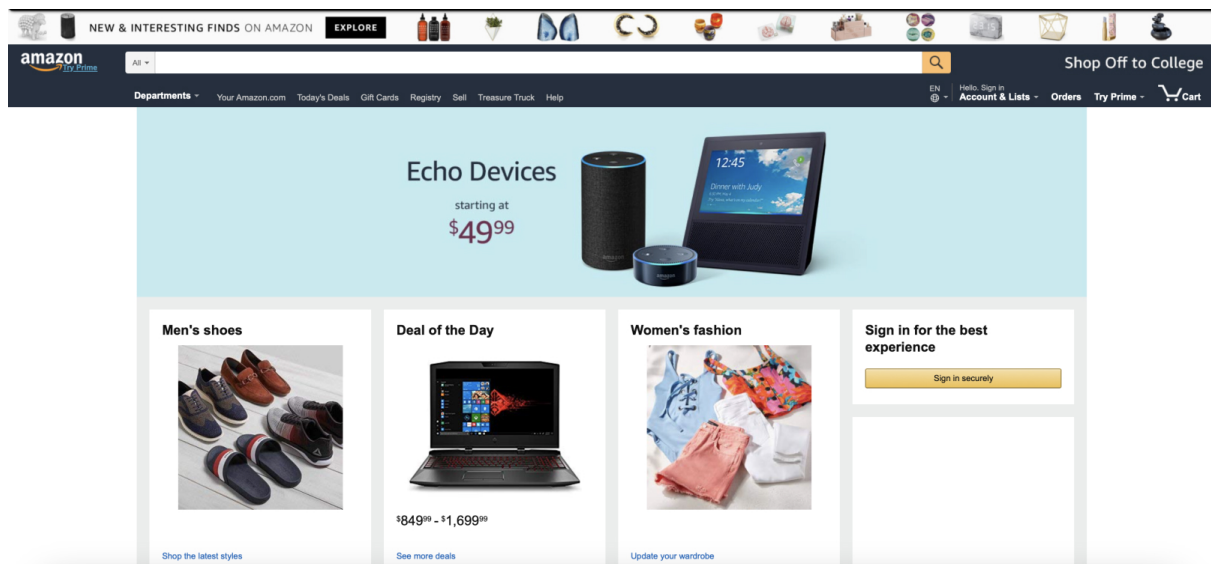 NEW & INTERESTING FINDS ON AMAZON EXPLORE
amazon
Try Prime
All
Shop Off to College
Departments Your Amazon.com Today's Deals Gift Cards Registry Sell Treasure Truck Help
EN
Hello. Sign in
Account & Lists Orders Try Prime Cart
Echo Devices
starting at
$49.99
12:45
Dinner with Judy
amazon
amazon
Men's shoes
Shop the latest styles
Deal of the Day
$849.99 - $1,699.99
See more deals
Women's fashion
Update your wardrobe
Sign in for the best
experience
Sign in securely